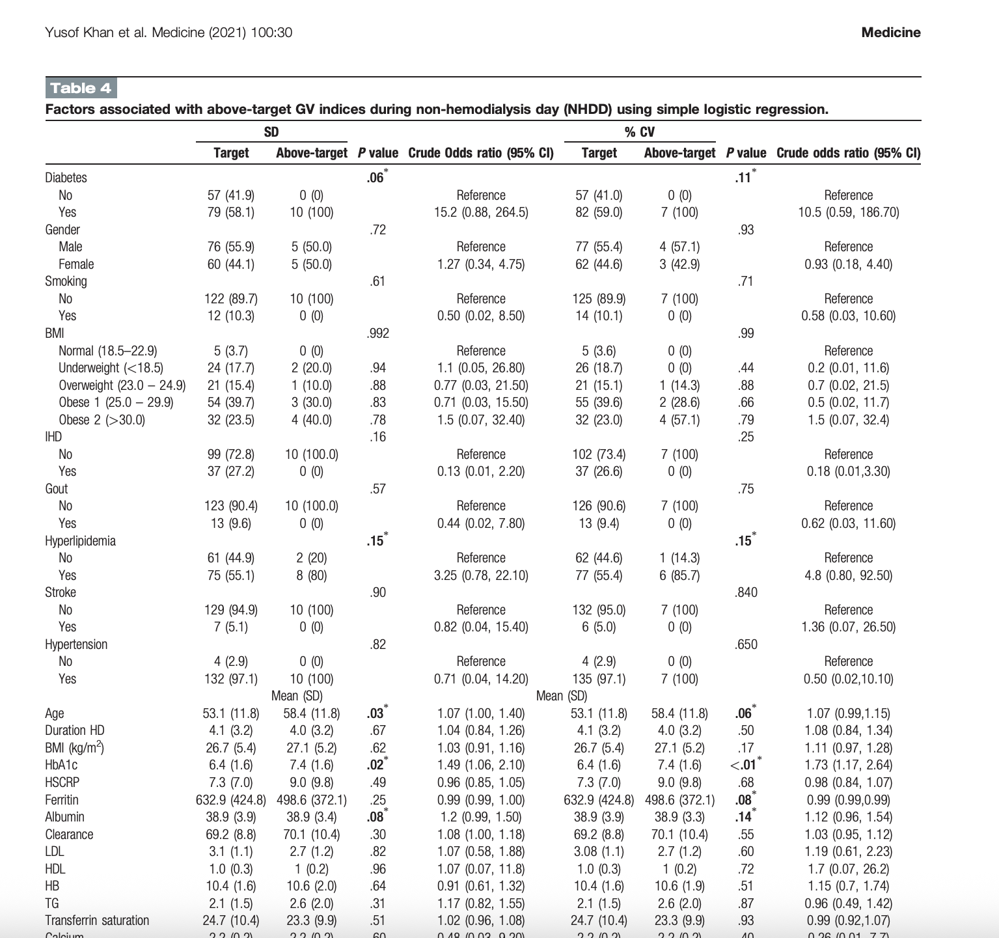 Yusof Khan et al. Medicine (2021) 100:30 Medicine
Table 4
Factors associated with above-target GV indices during non-hemodialysis day (NHDD) using simple logistic regression.
SD % CV
Target Above-target P value Crude Odds ratio (95% CI) Target Above-target P value Crude odds ratio (95% CI)
Diabetes .06* .11*
No 57 (41.9) 0 (0) Reference 57 (41.0) 0 (0) Reference
Yes 79 (58.1) 10 (100) 15.2 (0.88, 264.5) 82 (59.0) 7 (100) 10.5 (0.59, 186.70)
Gender .72 .93
Male 76 (55.9) 5 (50.0) Reference 77 (55.4) 4 (57.1) Reference
Female 60 (44.1) 5 (50.0) 1.27 (0.34, 4.75) 62 (44.6) 3 (42.9) 0.93 (0.18, 4.40)
Smoking .61 .71
No 122 (89.7) 10 (100) Reference 125 (89.9) 7 (100) Reference
Yes 12 (10.3) 0 (0) 0.50 (0.02, 8.50) 14 (10.1) 0 (0) 0.58 (0.03, 10.60)
BMI .992 .99
Normal (18.5–22.9) 5 (3.7) 0 (0) Reference 5 (3.6) 0 (0) Reference
Underweight (<18.5) 24 (17.7) 2 (20.0) .94 1.1 (0.05, 26.80) 26 (18.7) 0 (0) .44 0.2 (0.01, 11.6)
Overweight (23.0 – 24.9) 21 (15.4) 1 (10.0) .88 0.77 (0.03, 21.50) 21 (15.1) 1 (14.3) .88 0.7 (0.02, 21.5)
Obese 1 (25.0 – 29.9) 54 (39.7) 3 (30.0) .83 0.71 (0.03, 15.50) 55 (39.6) 2 (28.6) .66 0.5 (0.02, 11.7)
Obese 2 (>30.0) 32 (23.5) 4 (40.0) .78 1.5 (0.07, 32.40) 32 (23.0) 4 (57.1) .79 1.5 (0.07, 32.4)
IHD .16 .25
No 99 (72.8) 10 (100.0) Reference 102 (73.4) 7 (100) Reference
Yes 37 (27.2) 0 (0) 0.13 (0.01, 2.20) 37 (26.6) 0 (0) 0.18 (0.01,3.30)
Gout .57 .75
No 123 (90.4) 10 (100.0) Reference 126 (90.6) 7 (100) Reference
Yes 13 (9.6) 0 (0) 0.44 (0.02, 7.80) 13 (9.4) 0 (0) 0.62 (0.03, 11.60)
Hyperlipidemia .15* .15*
No 61 (44.9) 2 (20) Reference 62 (44.6) 1 (14.3) Reference
Yes 75 (55.1) 8 (80) 3.25 (0.78, 22.10) 77 (55.4) 6 (85.7) 4.8 (0.80, 92.50)
Stroke .90 .840
No 129 (94.9) 10 (100) Reference 132 (95.0) 7 (100) Reference
Yes 7 (5.1) 0 (0) 0.82 (0.04, 15.40) 6 (5.0) 0 (0) 1.36 (0.07, 26.50)
Hypertension .82 .650
No 4 (2.9) 0 (0) Reference 4 (2.9) 0 (0) Reference
Yes 132 (97.1) 10 (100) 0.71 (0.04, 14.20) 135 (97.1) 7 (100) 0.50 (0.02,10.10)
Mean (SD) Mean (SD)
Age 53.1 (11.8) 58.4 (11.8) .03* 1.07 (1.00, 1.40) 53.1 (11.8) 58.4 (11.8) .06* 1.07 (0.99,1.15)
Duration HD 4.1 (3.2) 4.0 (3.2) .67 1.04 (0.84, 1.26) 4.1 (3.2) 4.0 (3.2) .50 1.08 (0.84, 1.34)
BMI (kg/m²) 26.7 (5.4) 27.1 (5.2) .62 1.03 (0.91, 1.16) 26.7 (5.4) 27.1 (5.2) .17 1.11 (0.97, 1.28)
HbA1c 6.4 (1.6) 7.4 (1.6) .02* 1.49 (1.06, 2.10) 6.4 (1.6) 7.4 (1.6) <.01* 1.73 (1.17, 2.64)
HSCRP 7.3 (7.0) 9.0 (9.8) .49 0.96 (0.85, 1.05) 7.3 (7.0) 9.0 (9.8) .68 0.98 (0.84, 1.07)
Ferritin 632.9 (424.8) 498.6 (372.1) .25 0.99 (0.99, 1.00) 632.9 (424.8) 498.6 (372.1) .08* 0.99 (0.99,0.99)
Albumin 38.9 (3.9) 38.9 (3.4) .08* 1.2 (0.99, 1.50) 38.9 (3.9) 38.9 (3.3) .14* 1.12 (0.96, 1.54)
Clearance 69.2 (8.8) 70.1 (10.4) .30 1.08 (1.00, 1.18) 69.2 (8.8) 70.1 (10.4) .55 1.03 (0.95, 1.12)
LDL 3.1 (1.1) 2.7 (1.2) .82 1.07 (0.58, 1.88) 3.08 (1.1) 2.7 (1.2) .60 1.19 (0.61, 2.23)
HDL 1.0 (0.3) 1 (0.2) .96 1.07 (0.07, 11.8) 1.0 (0.3) 1 (0.2) .72 1.7 (0.07, 26.2)
HB 10.4 (1.6) 10.6 (2.0) .64 0.91 (0.61, 1.32) 10.4 (1.6) 10.6 (1.9) .51 1.15 (0.7, 1.74)
TG 2.1 (1.5) 2.6 (2.0) .31 1.17 (0.82, 1.55) 2.1 (1.5) 2.6 (2.0) .87 0.96 (0.49, 1.42)
Transferrin saturation 24.7 (10.4) 23.3 (9.9) .51 1.02 (0.96, 1.08) 24.7 (10.4) 23.3 (9.9) .93 0.99 (0.92,1.07)
Calcium